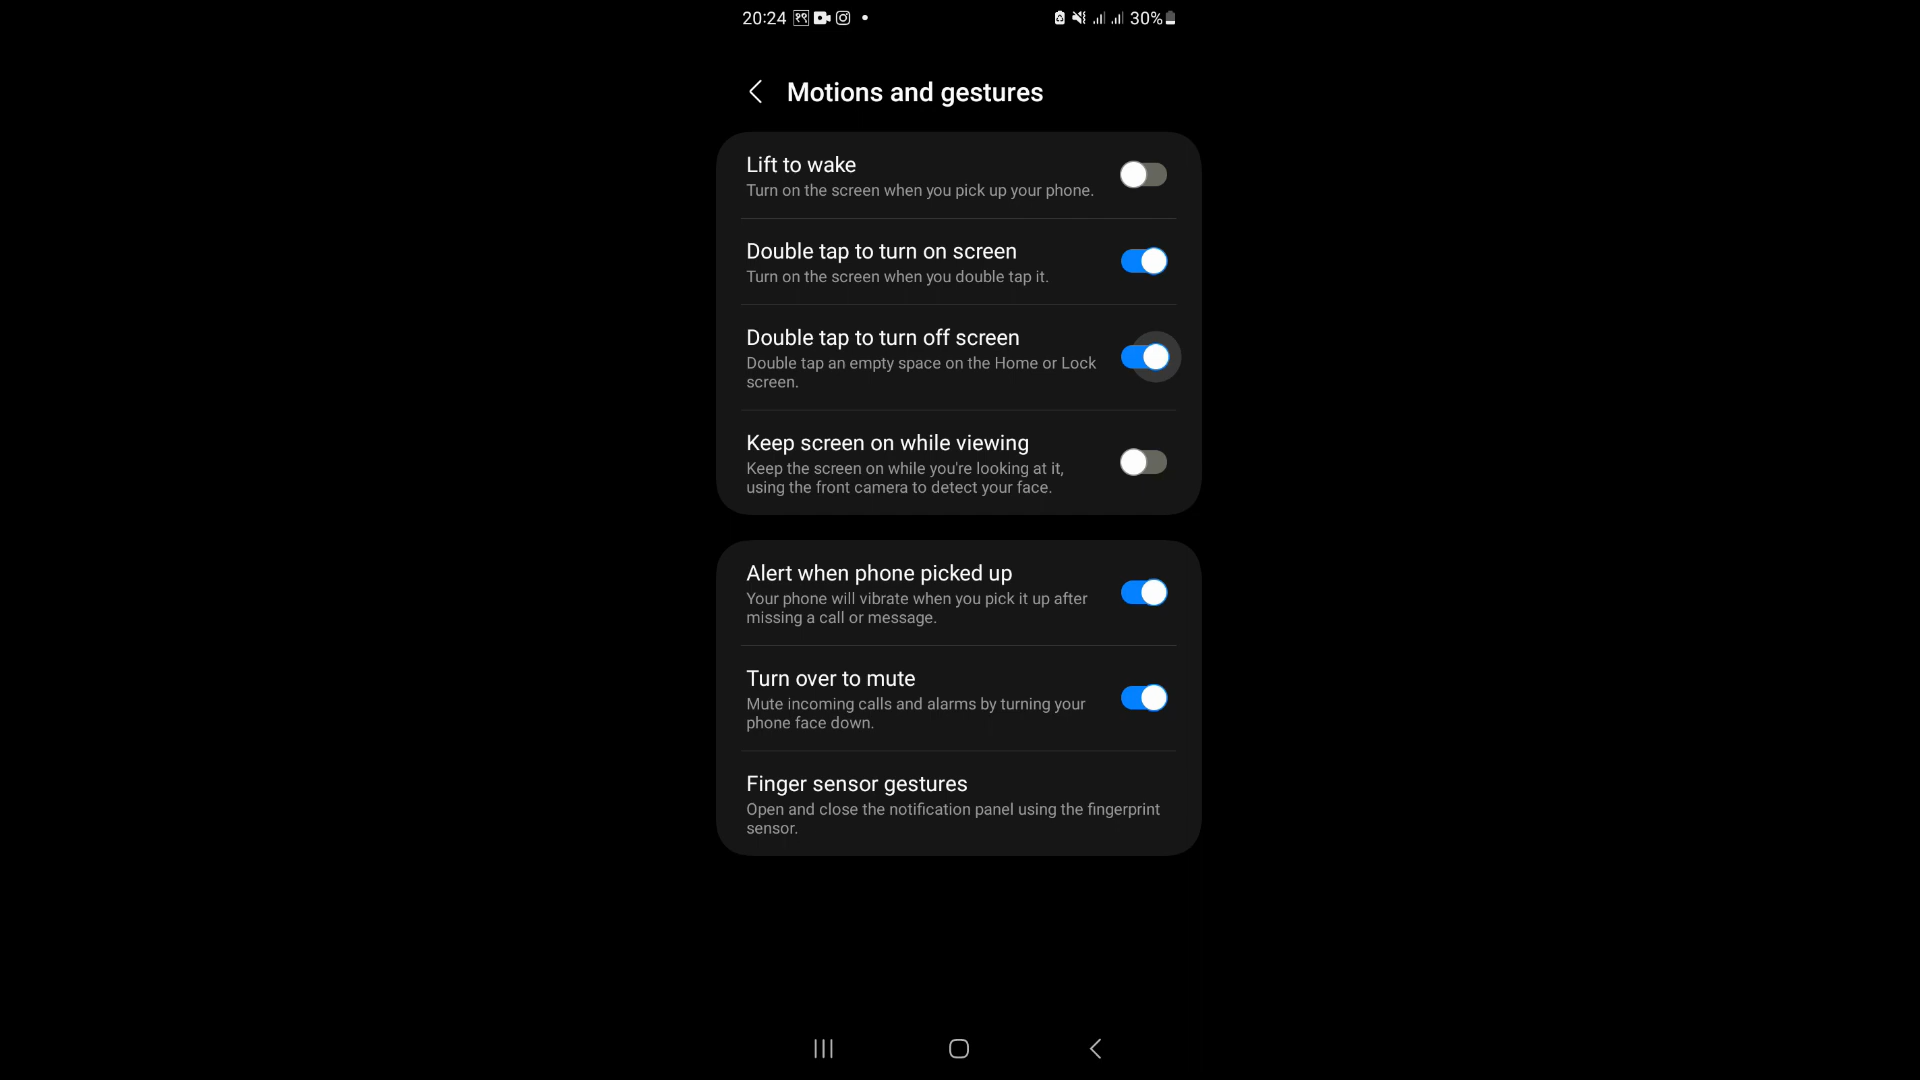 20:24 30%
Motions and gestures
Lift to wake
Turn on the screen when you pick up your phone.
Double tap to turn on screen
Turn on the screen when you double tap it.
Double tap to turn off screen
Double tap an empty space on the Home or Lock
screen.
Keep screen on while viewing
Keep the screen on while you're looking at it,
using the front camera to detect your face.
Alert when phone picked up
Your phone will vibrate when you pick it up after
missing a call or message.
Turn over to mute
Mute incoming calls and alarms by turning your
phone face down.
Finger sensor gestures
Open and close the notification panel using the fingerprint
sensor.